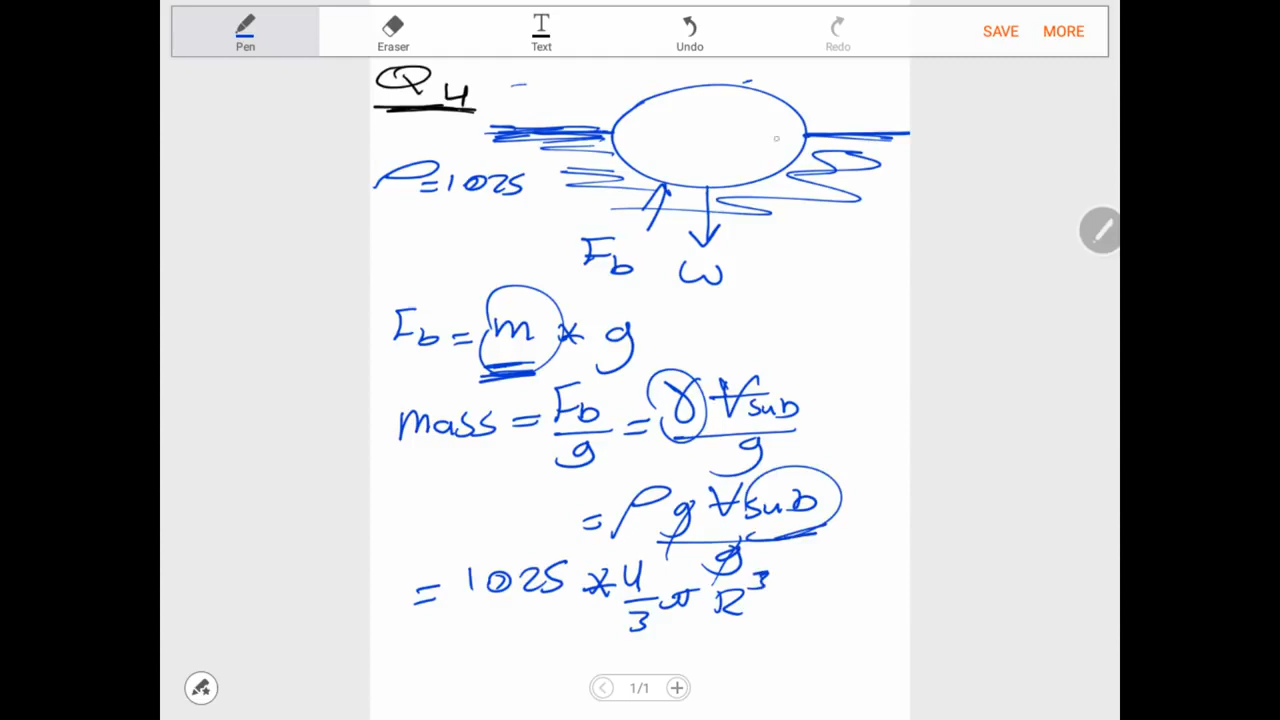 Pen Eraser Text Undo Redo SAVE MORE
Q4
ρ=1025
Fb W
Fb = m * g
mass = Fb/g = γ V sub/g
= ρ g V sub/g
= 1025 * 4/3 π R³
1/1